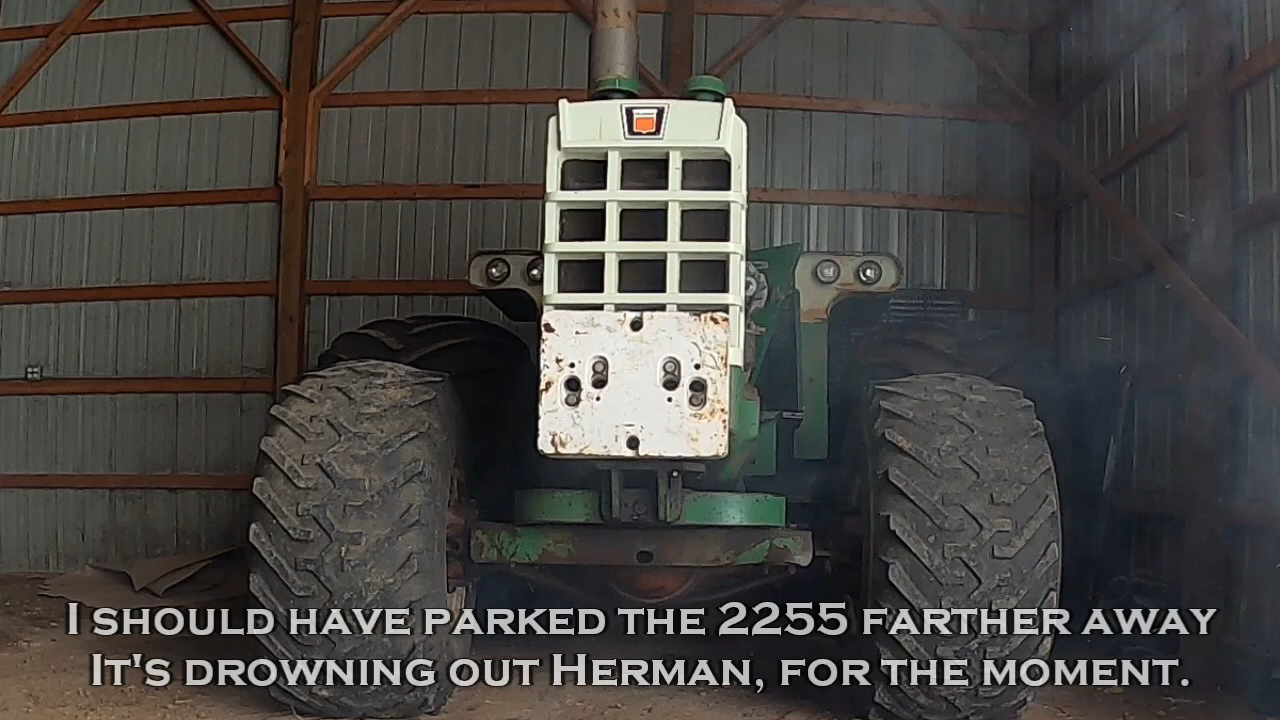 I should have parked the 2255 farther away
It's drowning out Herman, for the moment.